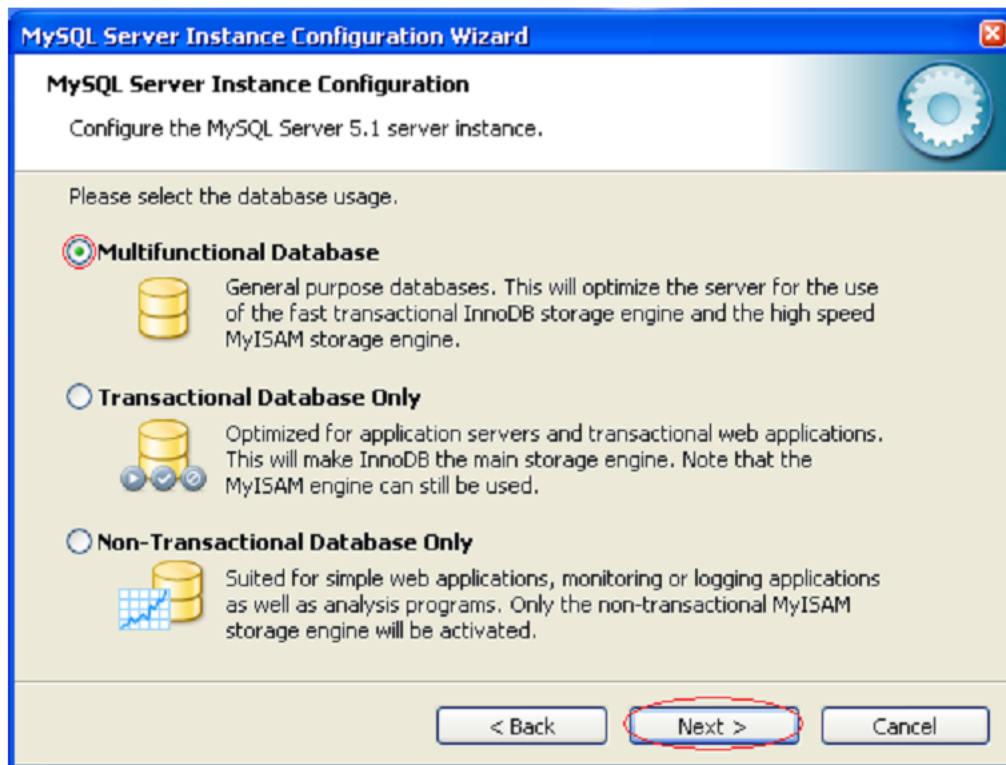 MySQL Server Instance Configuration Wizard
MySQL Server Instance Configuration
Configure the MySQL Server 5.1 server instance.
Please select the database usage.
Multifunctional Database
General purpose databases. This will optimize the server for the use
of the fast transactional InnoDB storage engine and the high speed
MyISAM storage engine.
Transactional Database Only
Optimized for application servers and transactional web applications.
This will make InnoDB the main storage engine. Note that the
MyISAM engine can still be used.
Non-Transactional Database Only
Suited for simple web applications, monitoring or logging applications
as well as analysis programs. Only the non-transactional MyISAM
storage engine will be activated.
< Back
Next >
Cancel